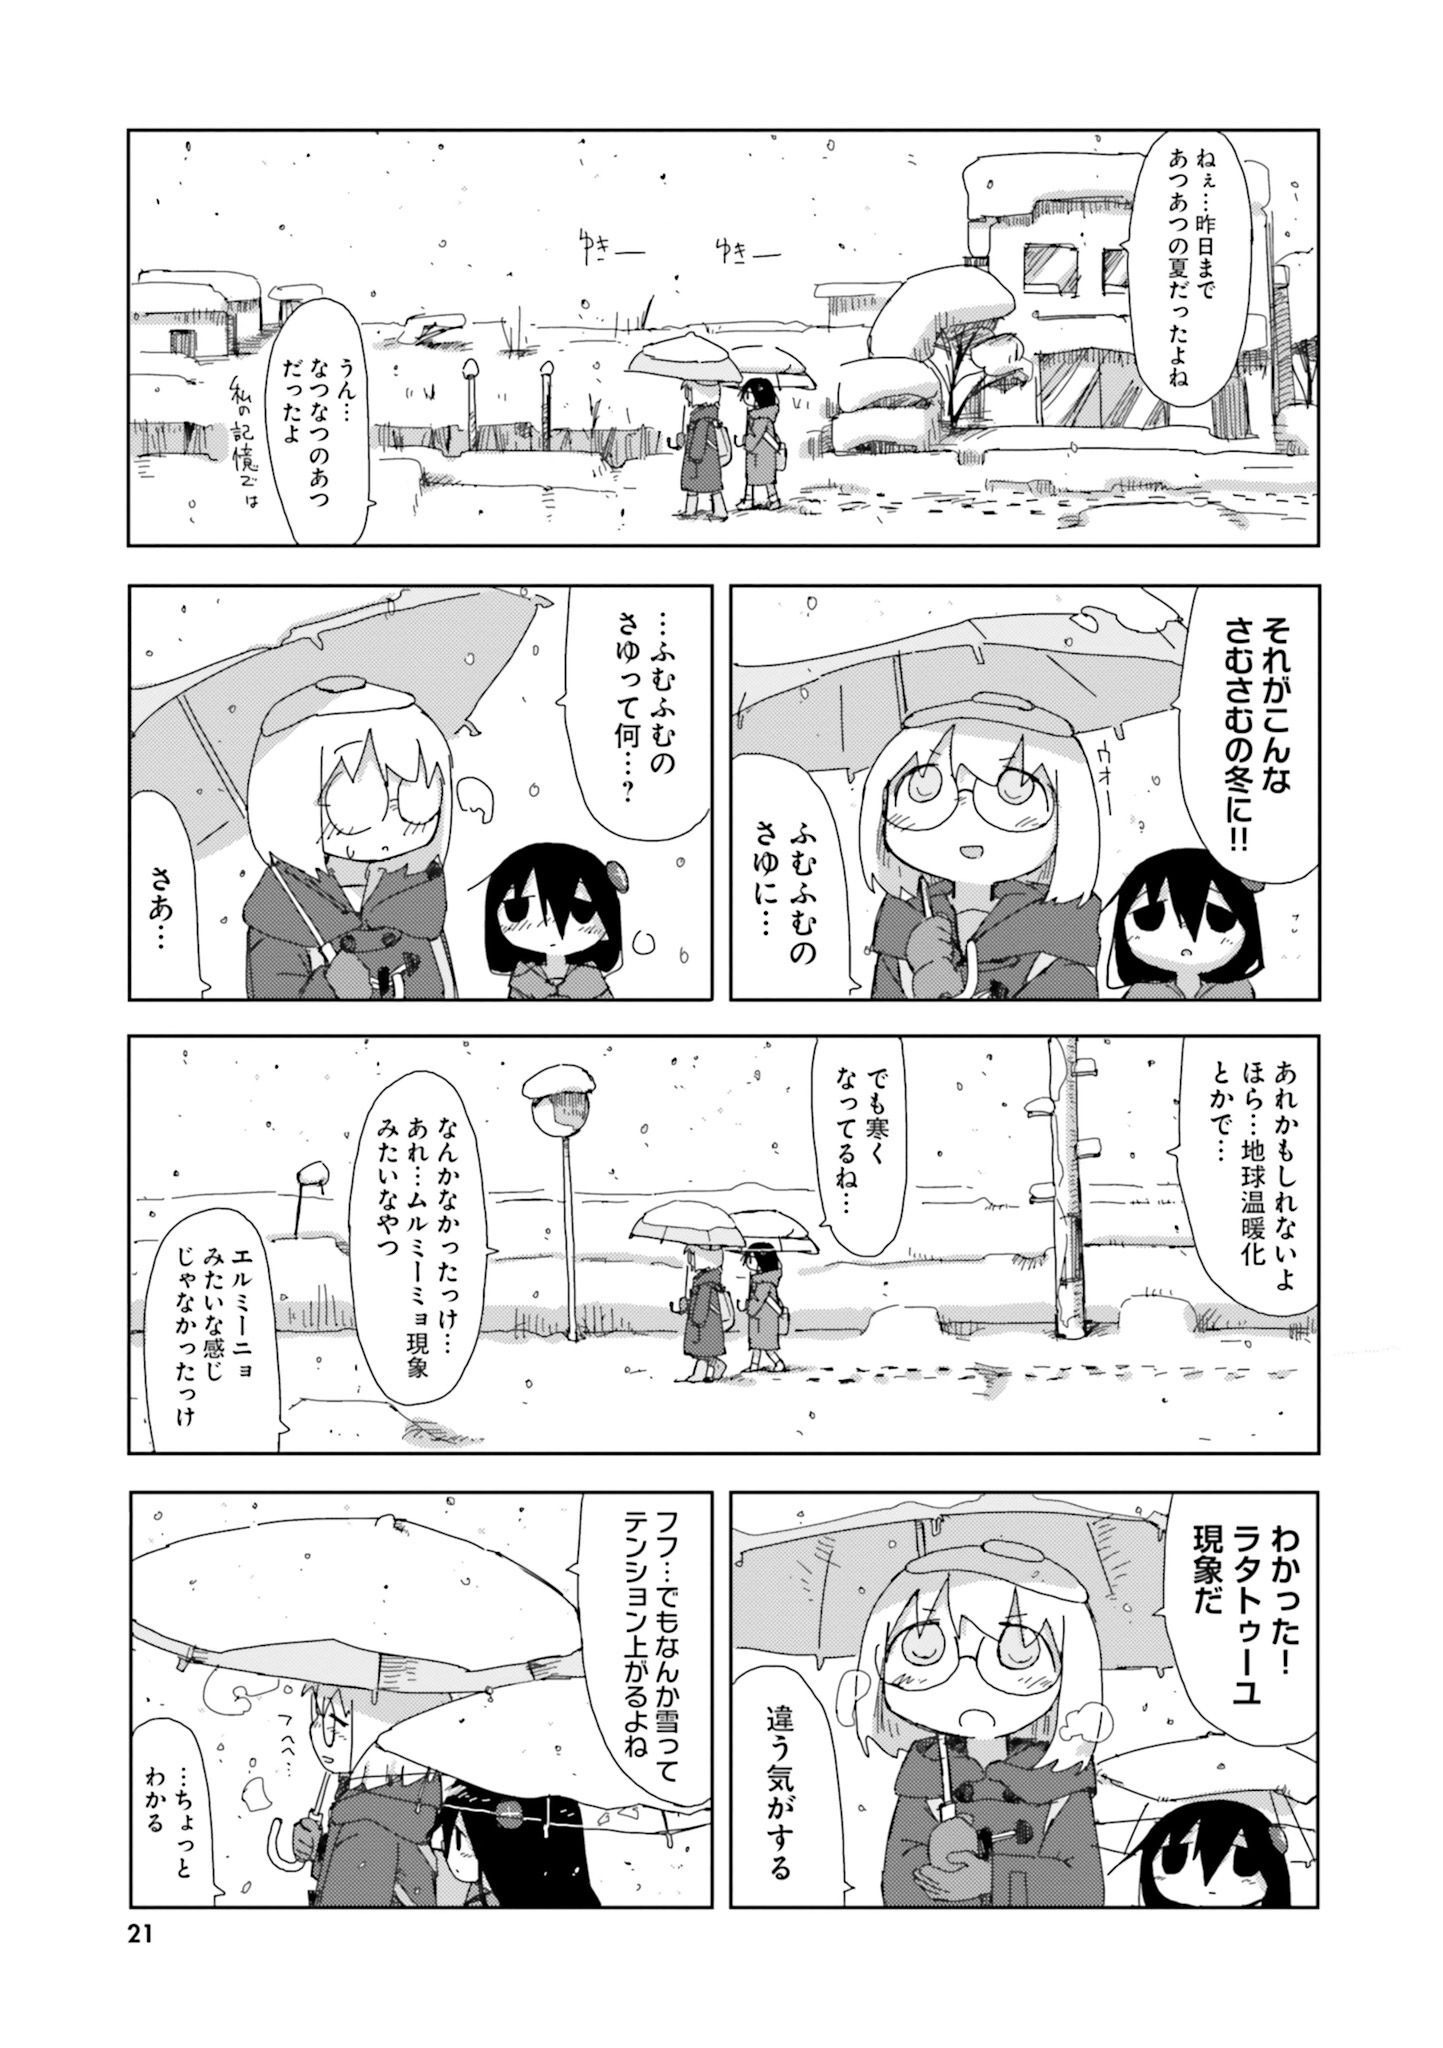 ねぇ…昨日まで
あつあつの夏だったよね
ゆきー
ゆきー
うん…
なつなつのあつ
だったよ
私の記憶では
それがこんな
さむさむの冬に!!
ウオー
ふむふむの
さゆに…
…ふむふむの
さゆって何…?
さあ…
あれかもしれないよ
ほら…地球温暖化
とかで…
でも寒く
なってるね…
なんかなかったっけ…
あれ…ムルミーミョ現象
みたいなやつ
エルミーニョ
みたいな感じ
じゃなかったっけ
わかった!
ラタトゥーユ
現象だ
違う気がする
フフ…でもなんか雪って
テンション上がるよね
へへへ…
…ちょっと
わかる
21